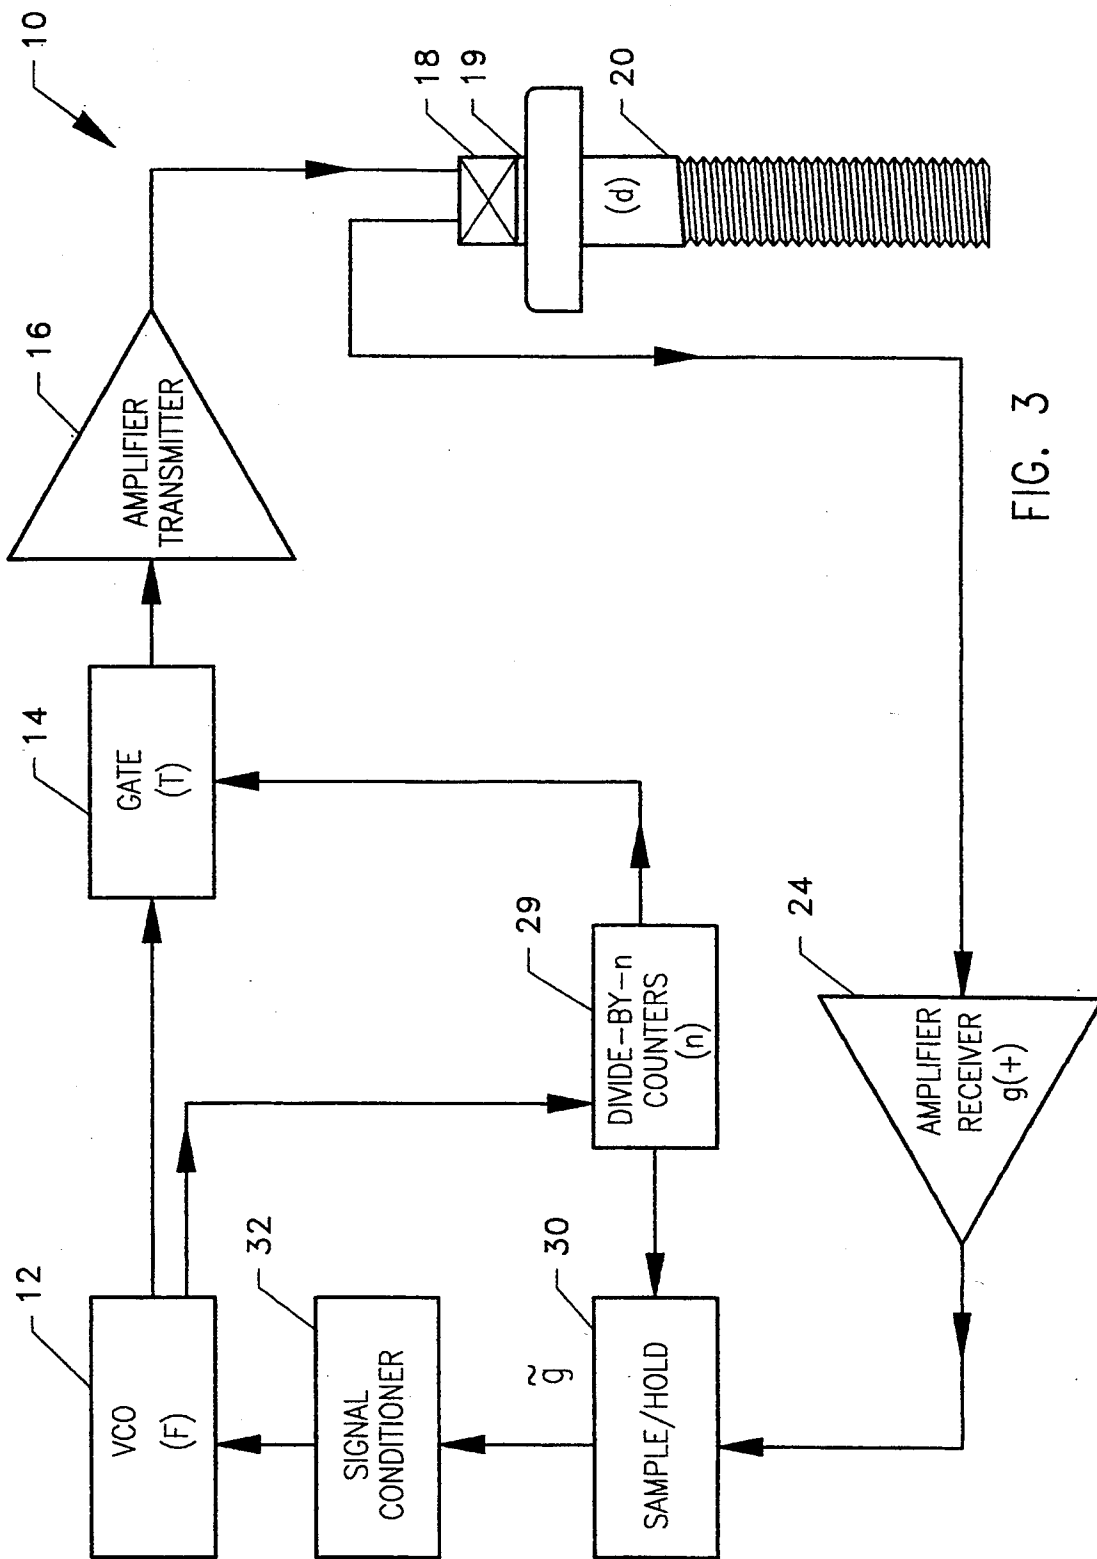 10
16
AMPLIFIER
TRANSMITTER
18
19
(d)
20
14
GATE
(T)
12
VCO
(F)
32
SIGNAL
CONDITIONER
29
DIVIDE-BY-n
COUNTERS
(n)
30
g̃
SAMPLE/HOLD
24
AMPLIFIER
RECEIVER
g(+)
FIG. 3